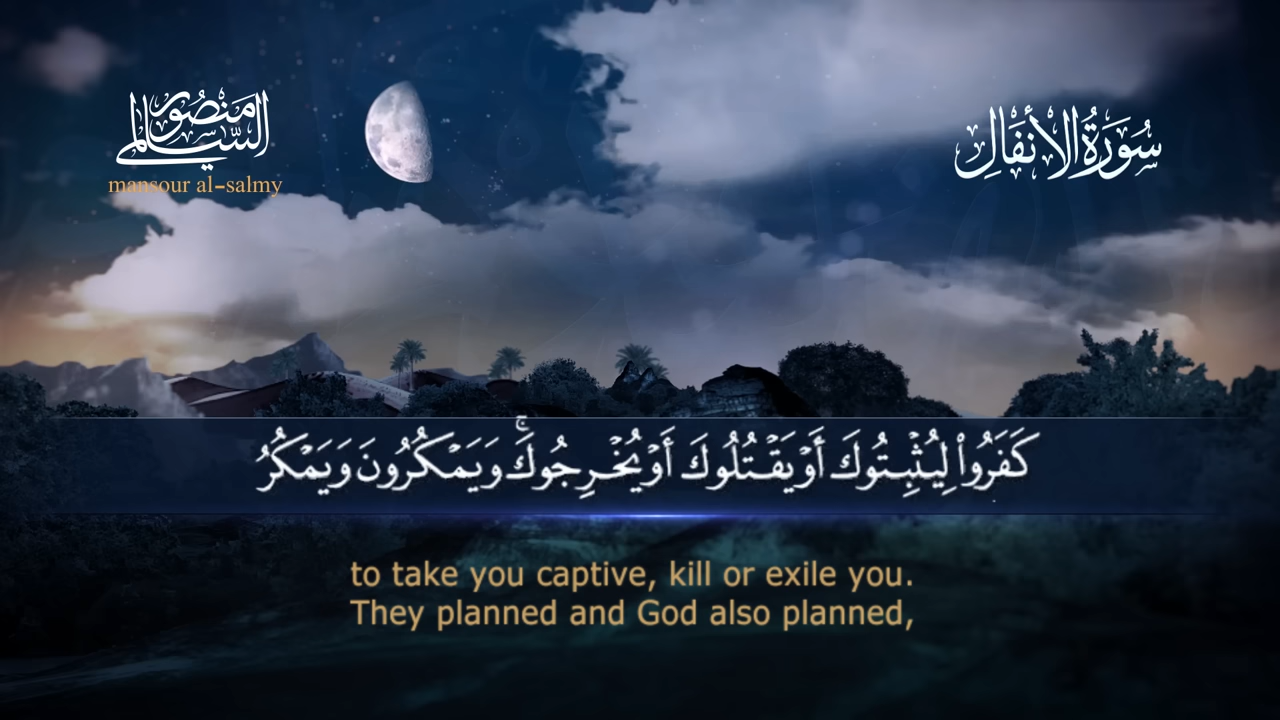 منصور السالمي
mansour al-salmy
سُورَةُ الأَنفَالِ
كَفَرُوا۟ لِيُثْبِتُوكَ أَوْ يَقْتُلُوكَ أَوْ يُخْرِجُوكَ ۚ وَيَمْكُرُونَ وَيَمْكُرُ
to take you captive, kill or exile you.
They planned and God also planned,